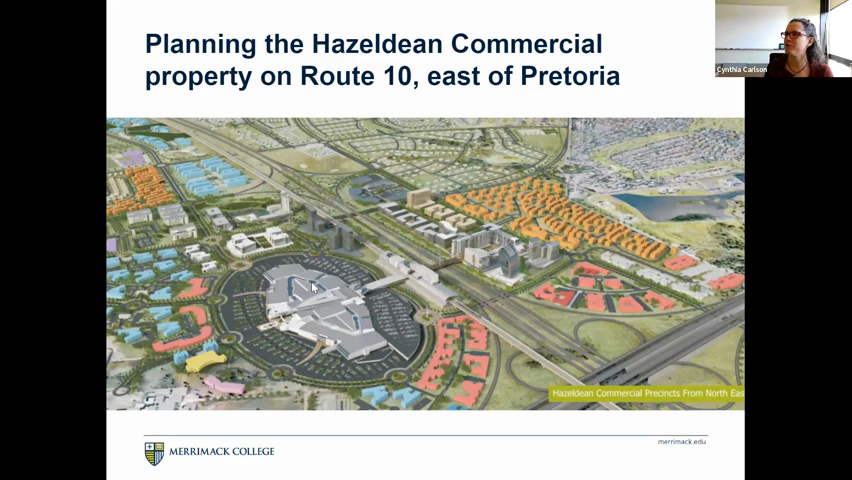 Planning the Hazeldean Commercial
property on Route 10, east of Pretoria
Cynthia Carlson
Hazeldean Commercial Precincts From North Eas
MERRIMACK COLLEGE
merrimack.edu